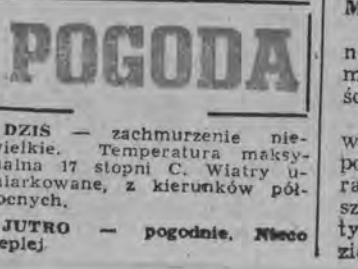 POGODA
DZIŚ — zachmurzenie nie-
wielkie. Temperatura maksy-
malna 17 stopni C. Wiatry u-
miarkowane, z kierunków pół-
nocnych.
JUTRO — pogodnie. Nieco
cieplej